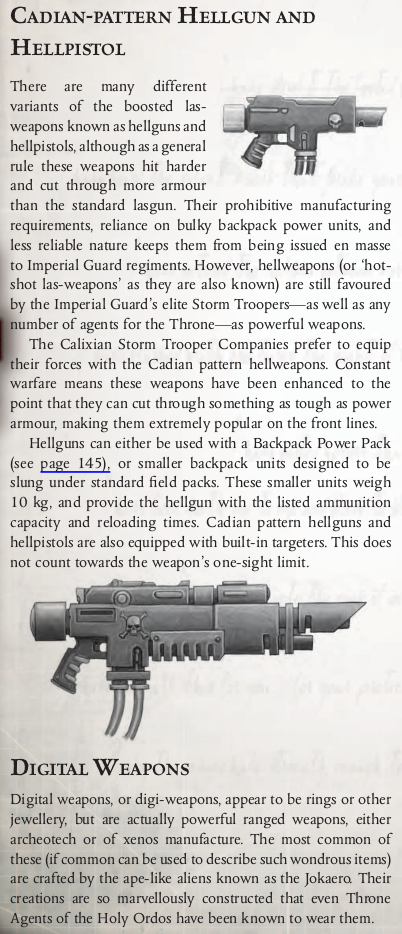 Cadian-pattern Hellgun and
Hellpistol
There are many different
variants of the boosted las-
weapons known as hellguns and
hellpistols, although as a general
rule these weapons hit harder
and cut through more armour
than the standard lasgun. Their prohibitive manufacturing
requirements, reliance on bulky backpack power units, and
less reliable nature keeps them from being issued en masse
to Imperial Guard regiments. However, hellweapons (or ‘hot-
shot las-weapons’ as they are also known) are still favoured
by the Imperial Guard’s elite Storm Troopers—as well as any
number of agents for the Throne—as powerful weapons.
The Calixian Storm Trooper Companies prefer to equip
their forces with the Cadian pattern hellweapons. Constant
warfare means these weapons have been enhanced to the
point that they can cut through something as tough as power
armour, making them extremely popular on the front lines.
Hellguns can either be used with a Backpack Power Pack
(see page 145), or smaller backpack units designed to be
slung under standard field packs. These smaller units weigh
10 kg, and provide the hellgun with the listed ammunition
capacity and reloading times. Cadian pattern hellguns and
hellpistols are also equipped with built-in targeters. This does
not count towards the weapon’s one-sight limit.
Digital Weapons
Digital weapons, or digi-weapons, appear to be rings or other
jewellery, but are actually powerful ranged weapons, either
archeotech or of xenos manufacture. The most common of
these (if common can be used to describe such wondrous items)
are crafted by the ape-like aliens known as the Jokaero. Their
creations are so marvellously constructed that even Throne
Agents of the Holy Ordos have been known to wear them.